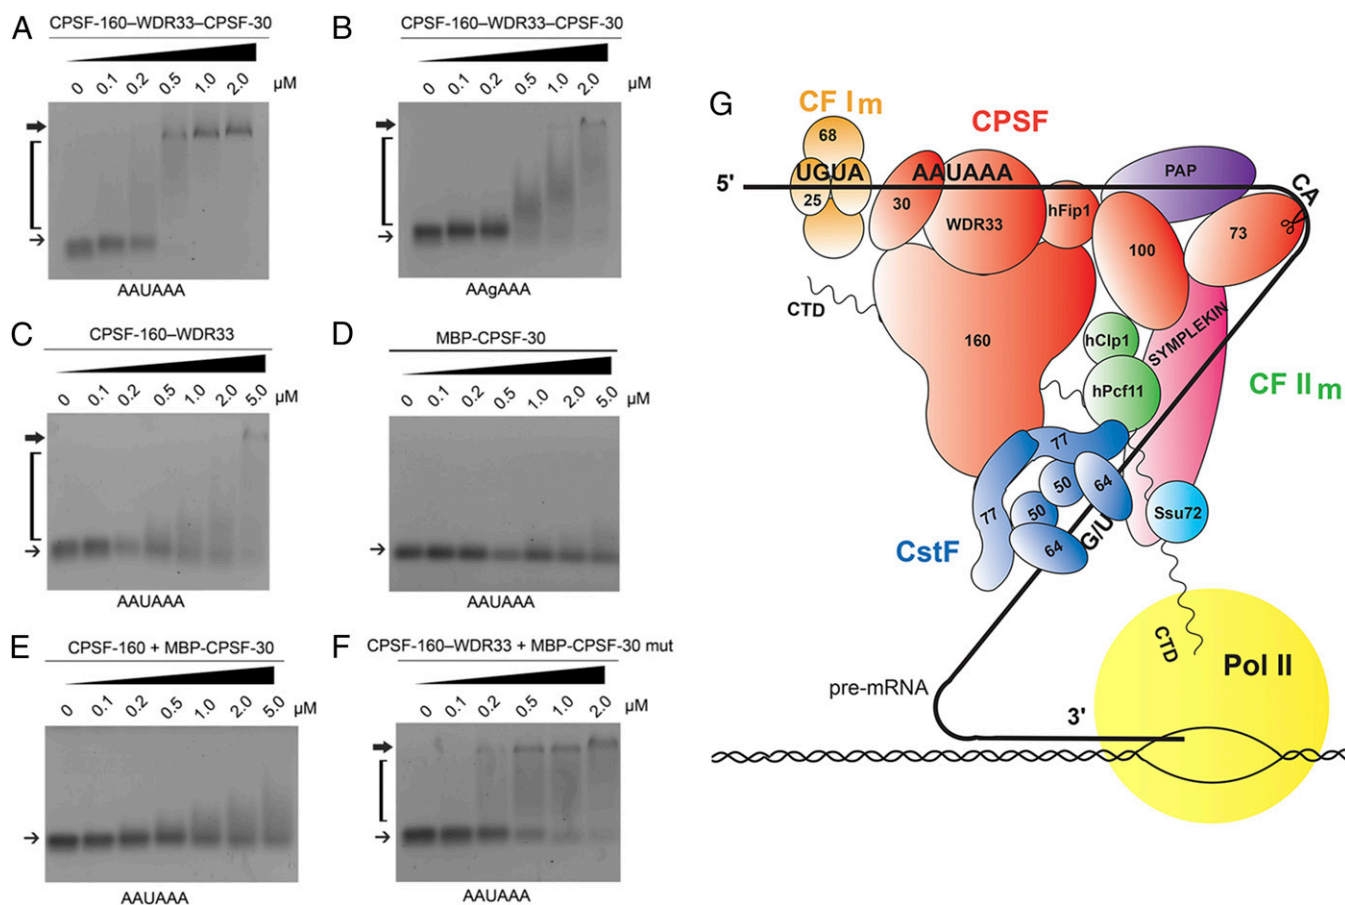 A
CPSF-160–WDR33–CPSF-30
0 0.1 0.2 0.5 1.0 2.0 µM
AAUAAA
B
CPSF-160–WDR33–CPSF-30
0 0.1 0.2 0.5 1.0 2.0 µM
AAgAAA
C
CPSF-160–WDR33
0 0.1 0.2 0.5 1.0 2.0 5.0 µM
AAUAAA
D
MBP-CPSF-30
0 0.1 0.2 0.5 1.0 2.0 5.0 µM
AAUAAA
E
CPSF-160 + MBP-CPSF-30
0 0.1 0.2 0.5 1.0 2.0 5.0 µM
AAUAAA
F
CPSF-160–WDR33 + MBP-CPSF-30 mut
0 0.1 0.2 0.5 1.0 2.0 µM
AAUAAA
G
CF Im
CPSF
68
UGUA
AAUAAA
PAP
CA
5'
25
30
WDR33
hFip1
100
73
CTD
160
hClp1
SYMPLEKIN
hPcf11
CF IIm
77
50
64
77
50
64
G/U
Ssu72
CstF
CTD
Pol II
pre-mRNA
3'